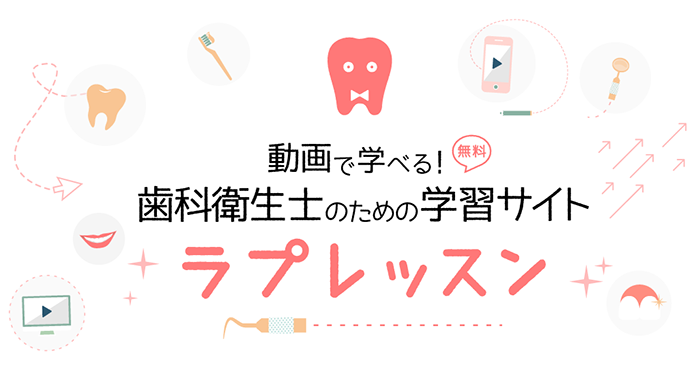 動画で学べる!
無料
歯科衛生士のための学習サイト
ラプレッスン